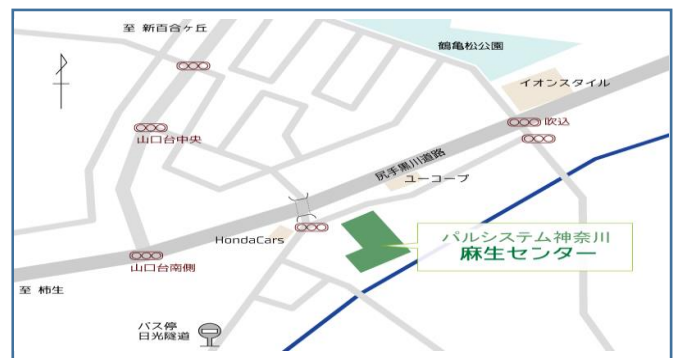 至 新百合ヶ丘
鶴亀松公園
イオンスタイル
吹込
山口台中央
尻手黒川道路
ユーコープ
HondaCars
パルシステム神奈川
麻生センター
山口台南側
至 柿生
バス停
日光隧道